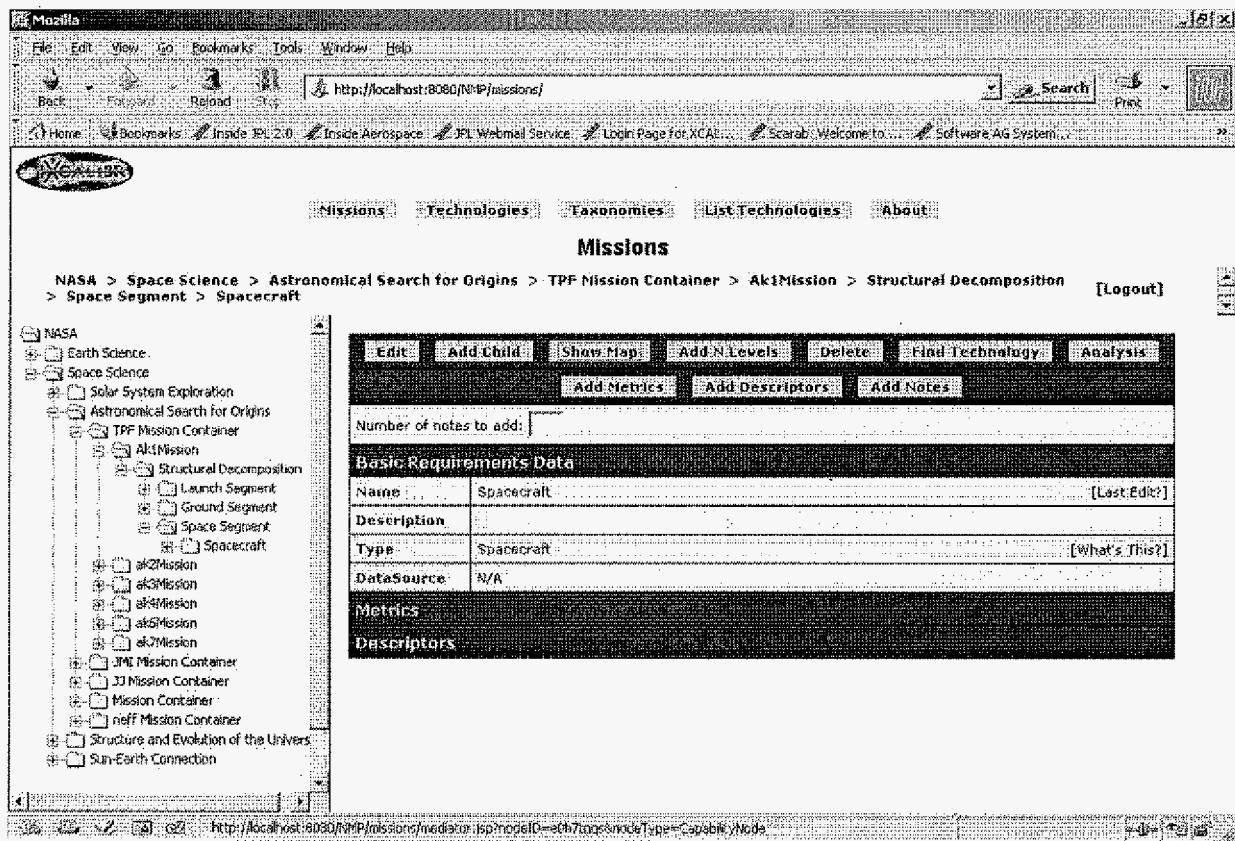 Mozilla
File Edit View Go Bookmarks Tools Window Help
Back Forward Reload Stop http://localhost:8080/NMP/missions/ Search Print
Home Bookmarks Inside JPL 2.0 Inside Aerospace JPL Webmail Service Login Page for XCAL... Scarab: Welcome to ... Software AG System...
XCALIBR
Missions Technologies Taxonomies List Technologies About
Missions
NASA > Space Science > Astronomical Search for Origins > TPF Mission Container > Ak1Mission > Structural Decomposition
> Space Segment > Spacecraft
[Logout]
NASA
Earth Science
Space Science
Solar System Exploration
Astronomical Search for Origins
TPF Mission Container
Ak1Mission
Structural Decomposition
Launch Segment
Ground Segment
Space Segment
Spacecraft
ak2Mission
ak3Mission
ak4Mission
ak5Mission
ak7Mission
JMI Mission Container
JJ Mission Container
Mission Container
neff Mission Container
Structure and Evolution of the Univers
Sun-Earth Connection
Edit Add Child Show Map Add N Levels Delete Find Technology Analysis
Add Metrics Add Descriptors Add Notes
Number of notes to add:
Basic Requirements Data
Name Spacecraft [Last Edit?]
Description
Type Spacecraft [What's This?]
DataSource N/A
Metrics
Descriptors